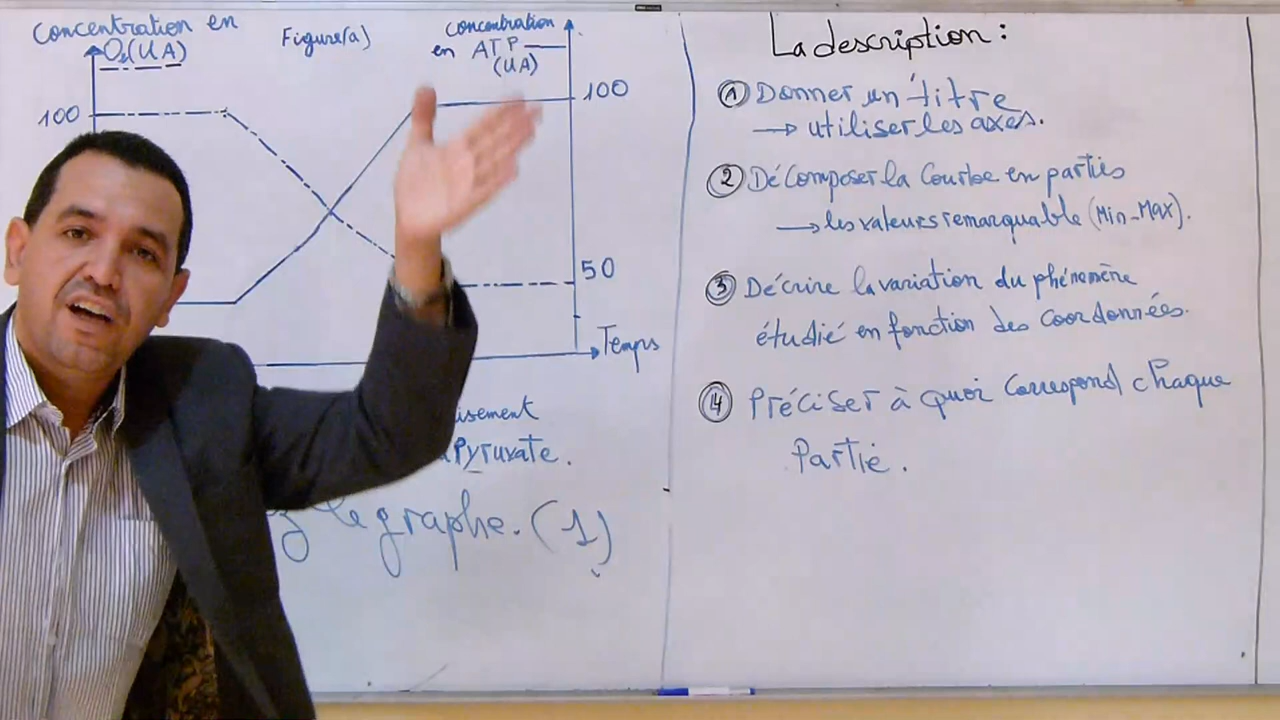 Concentration en
O₂(UA)
Figure(a)
concentration
en ATP
(UA)
100
100
50
Temps
isement
Pyruvate.
z le graphe. (1)
La description :
① Donner un titre
→ utiliser les axes.
② Décomposer la courbe en parties
→ les valeurs remarquable (Min-Max).
③ Décrire la variation du phénomène
étudié en fonction des coordonnées.
④ Préciser à quoi correspond chaque
Partie.